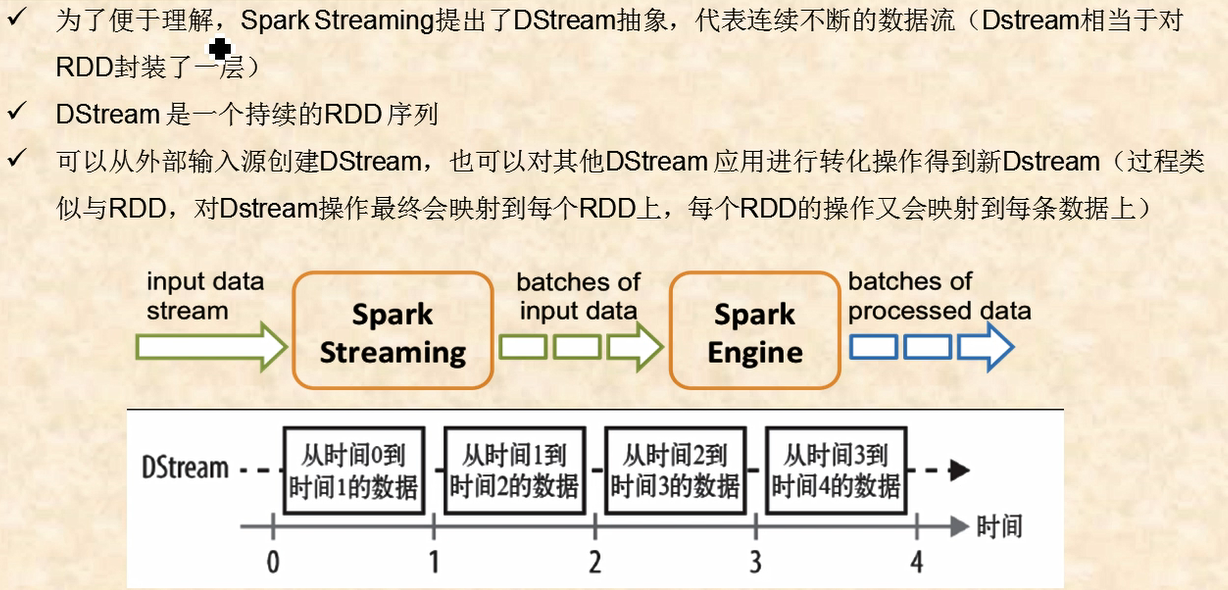 为了便于理解，Spark Streaming提出了DStream抽象，代表连续不断的数据流（Dstream相当于对
RDD封装了一层）
DStream 是一个持续的RDD 序列
可以从外部输入源创建DStream，也可以对其他DStream 应用进行转化操作得到新Dstream（过程类
似与RDD，对Dstream操作最终会映射到每个RDD上，每个RDD的操作又会映射到每条数据上）
input data
stream
Spark
Streaming
batches of
input data
Spark
Engine
batches of
processed data
DStream
从时间0到
时间1的数据
从时间1到
时间2的数据
从时间2到
时间3的数据
从时间3到
时间4的数据
时间
0 1 2 3 4